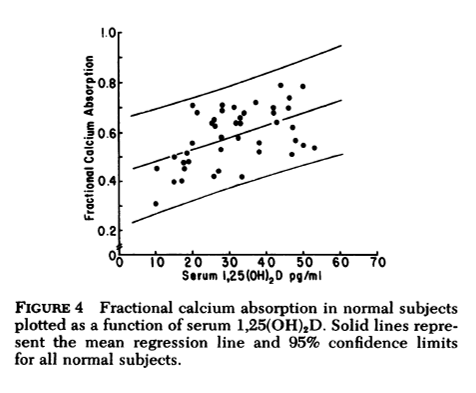 1.0
0.8
0.6
0.4
0.2
0
Fractional Calcium Absorption
0 10 20 30 40 50 60 70
Serum 1,25(OH)2D pg/ml
FIGURE 4 Fractional calcium absorption in normal subjects
plotted as a function of serum 1,25(OH)2D. Solid lines repre-
sent the mean regression line and 95% confidence limits
for all normal subjects.